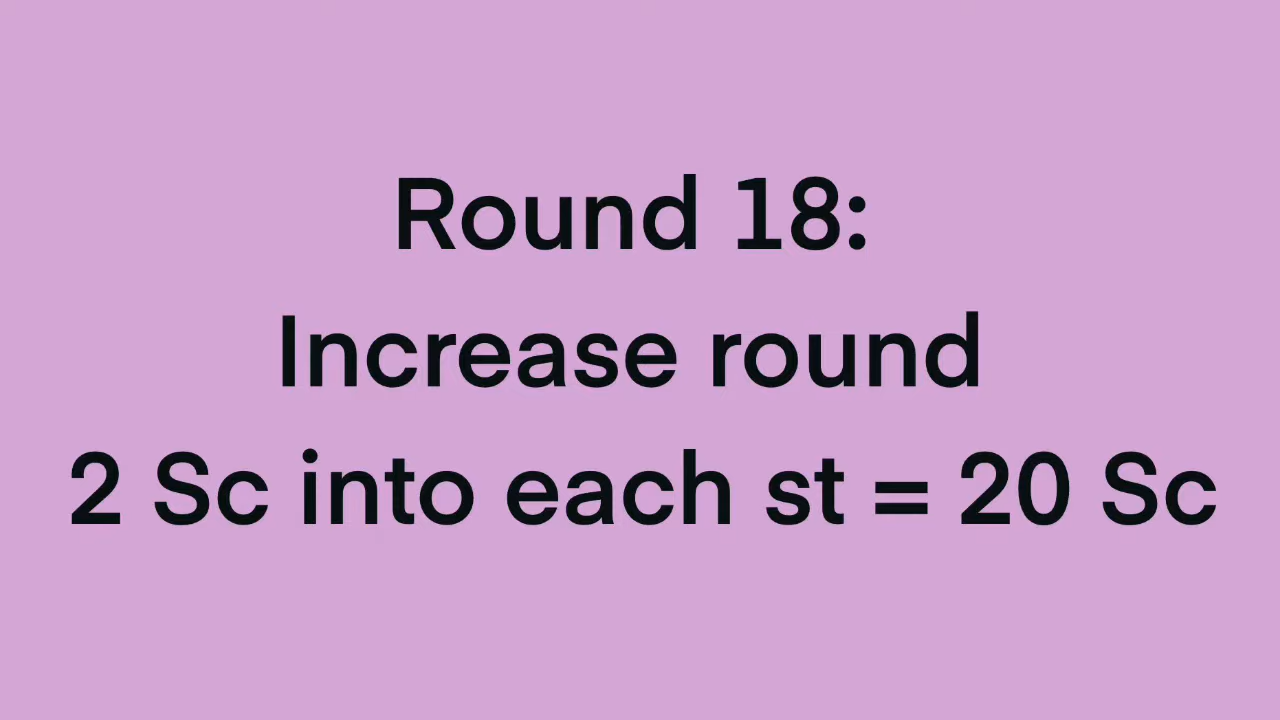 Round 18:
Increase round
2 Sc into each st = 20 Sc